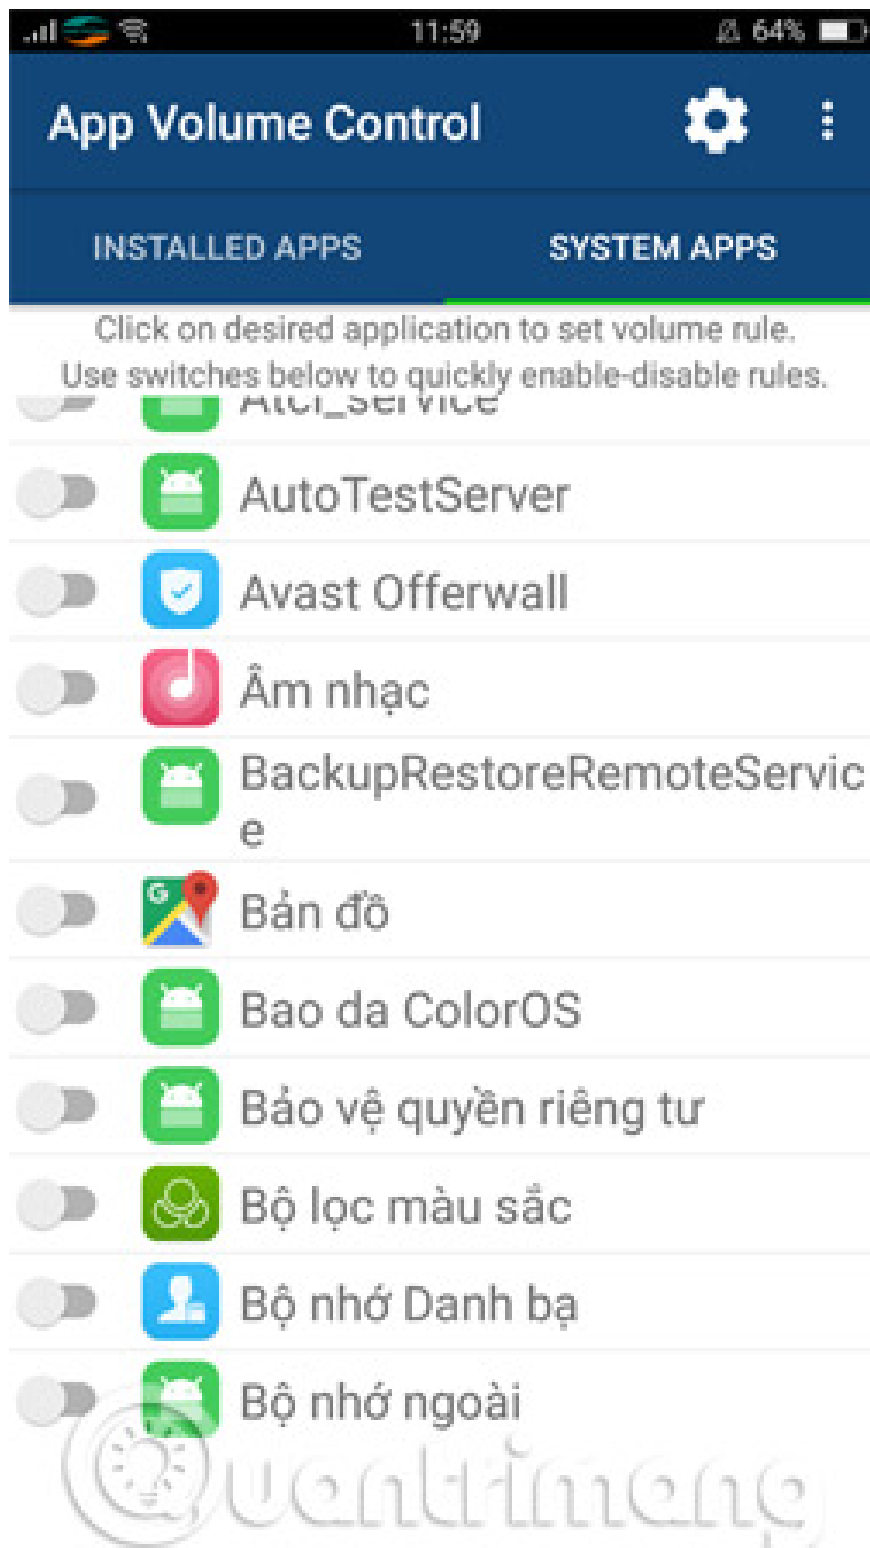 11:59
64%
App Volume Control
INSTALLED APPS
SYSTEM APPS
Click on desired application to set volume rule.
Use switches below to quickly enable-disable rules.
Atci_service
AutoTestServer
Avast Offerwall
Âm nhạc
BackupRestoreRemoteServic
e
G
Bản đồ
Bao da ColorOS
Bảo vệ quyền riêng tư
Bộ lọc màu sắc
Bộ nhớ Danh bạ
Bộ nhớ ngoài
Quantrimang